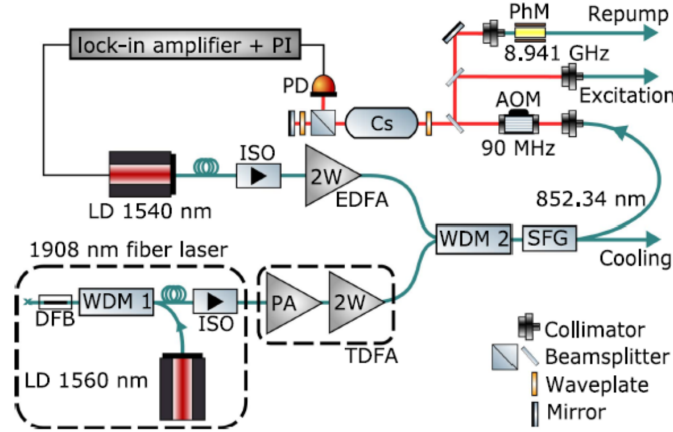 lock-in amplifier + PI
PhM
Repump
8.941 GHz
PD
Excitation
Cs
AOM
90 MHz
ISO
2W
EDFA
LD 1540 nm
852.34 nm
WDM 2
SFG
Cooling
1908 nm fiber laser
WDM 1
DFB
ISO
PA
2W
TDFA
LD 1560 nm
Collimator
Beamsplitter
Waveplate
Mirror